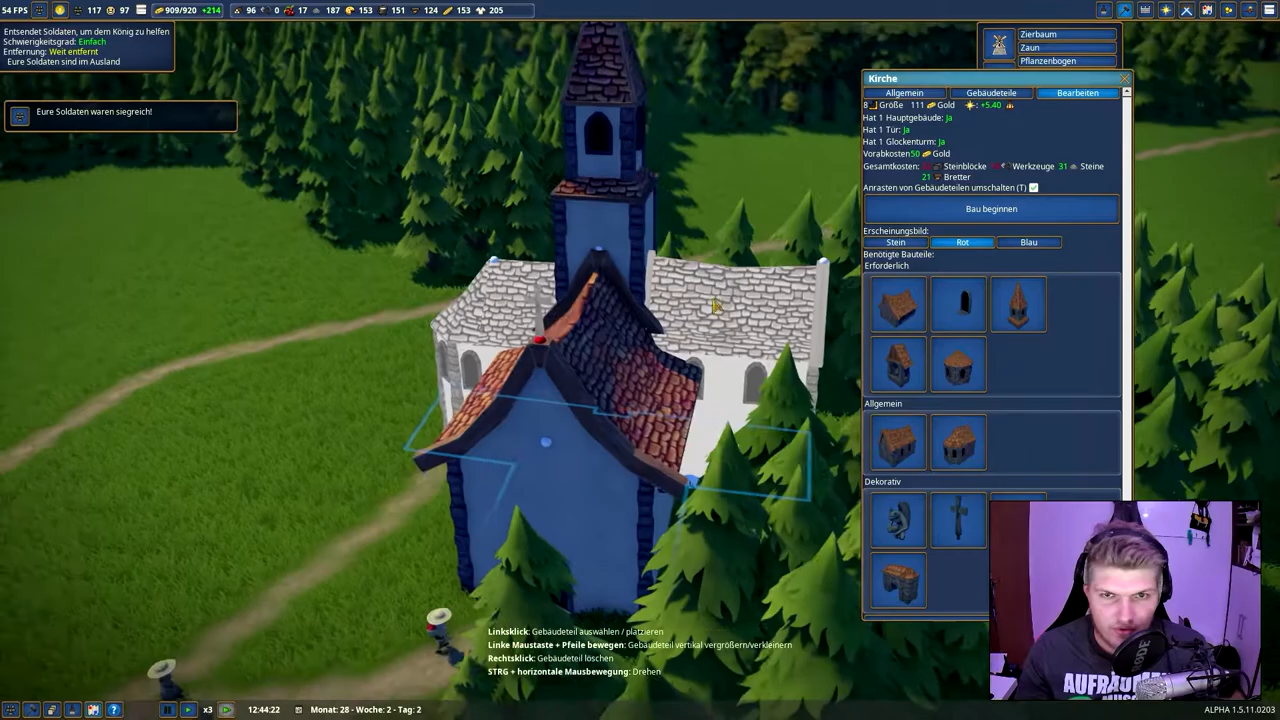 54 FPS 117 97 909/920 +214 96 0 17 187 153 151 124 153 205
Entsendet Soldaten, um dem König zu helfen
Schwierigkeitsgrad: Einfach
Entfernung: Weit entfernt
Eure Soldaten sind im Ausland
Eure Soldaten waren siegreich!
Zierbaum
Zaun
Pflanzenbogen
Kirche
Allgemein Gebäudeteile Bearbeiten
8 Größe 111 Gold : +5.40
Hat 1 Hauptgebäude: Ja
Hat 1 Tür: Ja
Hat 1 Glockenturm: Ja
Vorabkosten50 Gold
Gesamtkosten: Steinblöcke Werkzeuge 31 Steine
21 Bretter
Anrasten von Gebäudeteilen umschalten (T)
Bau beginnen
Erscheinungsbild:
Stein Rot Blau
Benötigte Bauteile:
Erforderlich
Allgemein
Dekorativ
Linksklick: Gebäudeteil auswählen / platzieren
Linke Maustaste + Pfeile bewegen: Gebäudeteil vertikal vergrößern/verkleinern
Rechtsklick: Gebäudeteil löschen
STRG + horizontale Mausbewegung: Drehen
x3 12:44:22 Monat: 28 - Woche: 2 - Tag: 2
ALPHA 1.5.11.0203